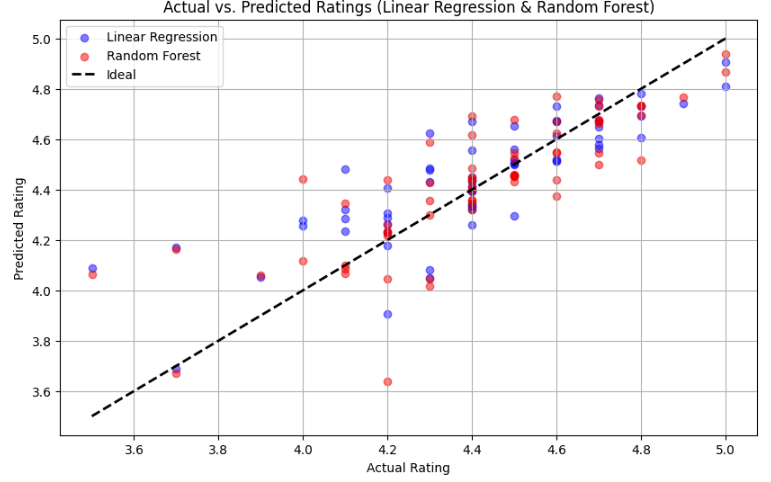 Actual vs. Predicted Ratings (Linear Regression & Random Forest)
Linear Regression
Random Forest
Ideal
5.0
4.8
4.6
4.4
4.2
4.0
3.8
3.6
Predicted Rating
3.6
3.8
4.0
4.2
4.4
4.6
4.8
5.0
Actual Rating